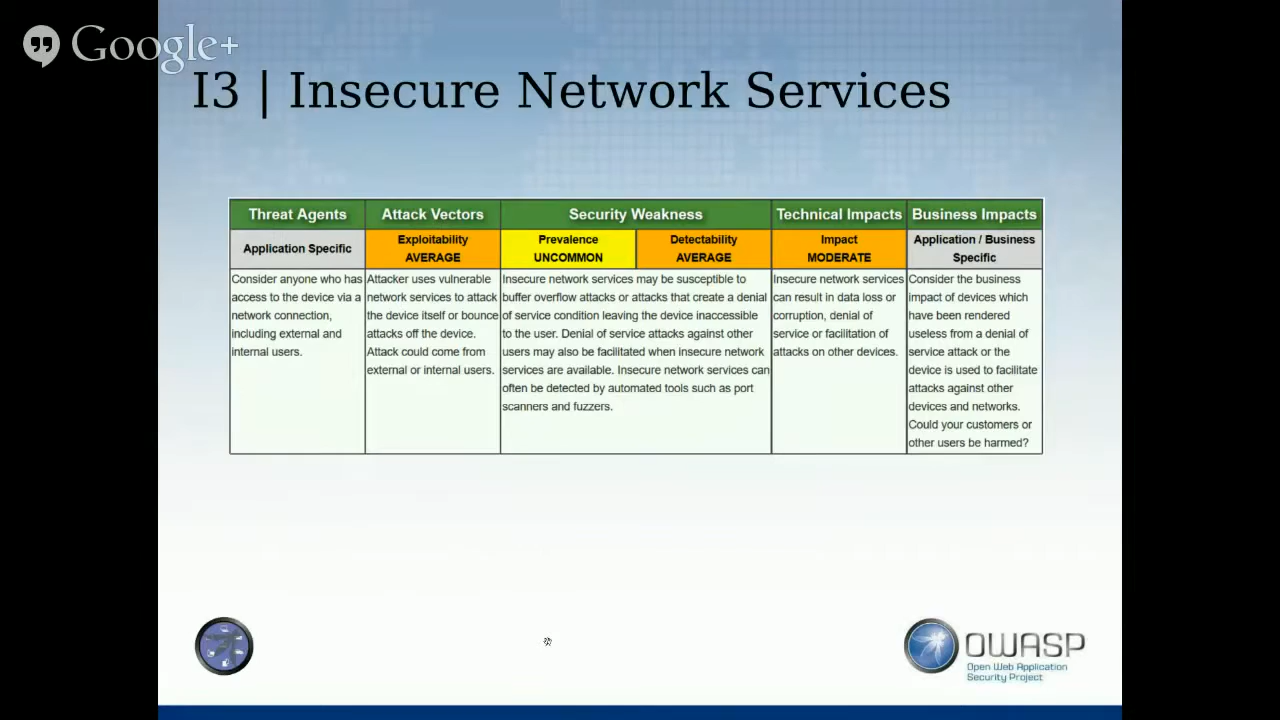 Google+
I3 | Insecure Network Services
Threat Agents
Attack Vectors
Security Weakness
Technical Impacts
Business Impacts
Application Specific
Exploitability
AVERAGE
Prevalence
UNCOMMON
Detectability
AVERAGE
Impact
MODERATE
Application / Business
Specific
Consider anyone who has
access to the device via a
network connection,
including external and
internal users.
Attacker uses vulnerable
network services to attack
the device itself or bounce
attacks off the device.
Attack could come from
external or internal users.
Insecure network services may be susceptible to
buffer overflow attacks or attacks that create a denial
of service condition leaving the device inaccessible
to the user. Denial of service attacks against other
users may also be facilitated when insecure network
services are available. Insecure network services can
often be detected by automated tools such as port
scanners and fuzzers.
Insecure network services
can result in data loss or
corruption, denial of
service or facilitation of
attacks on other devices.
Consider the business
impact of devices which
have been rendered
useless from a denial of
service attack or the
device is used to facilitate
attacks against other
devices and networks.
Could your customers or
other users be harmed?
OWASP
Open Web Application
Security Project